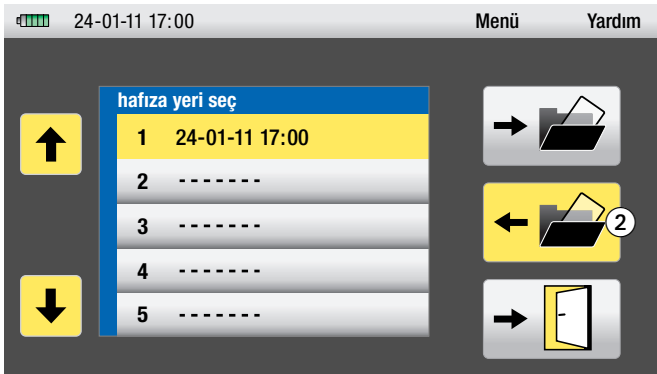 24-01-11 17:00 Menü Yardım
hafıza yeri seç
1 24-01-11 17:00
2 - - - - - - -
2
3 - - - - - - -
4 - - - - - - -
5 - - - - - - -